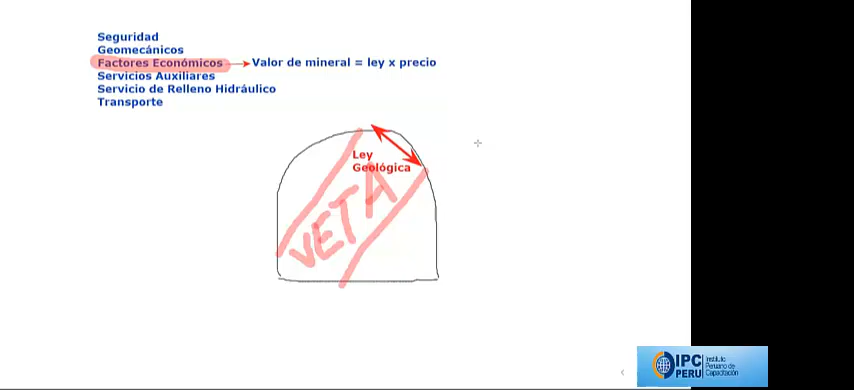 Seguridad
Geomecánicos
Factores Económicos → Valor de mineral = ley x precio
Servicios Auxiliares
Servicio de Relleno Hidráulico
Transporte
Ley
Geológica
VETA
IPC PERU
Instituto
Peruano de
Capacitación